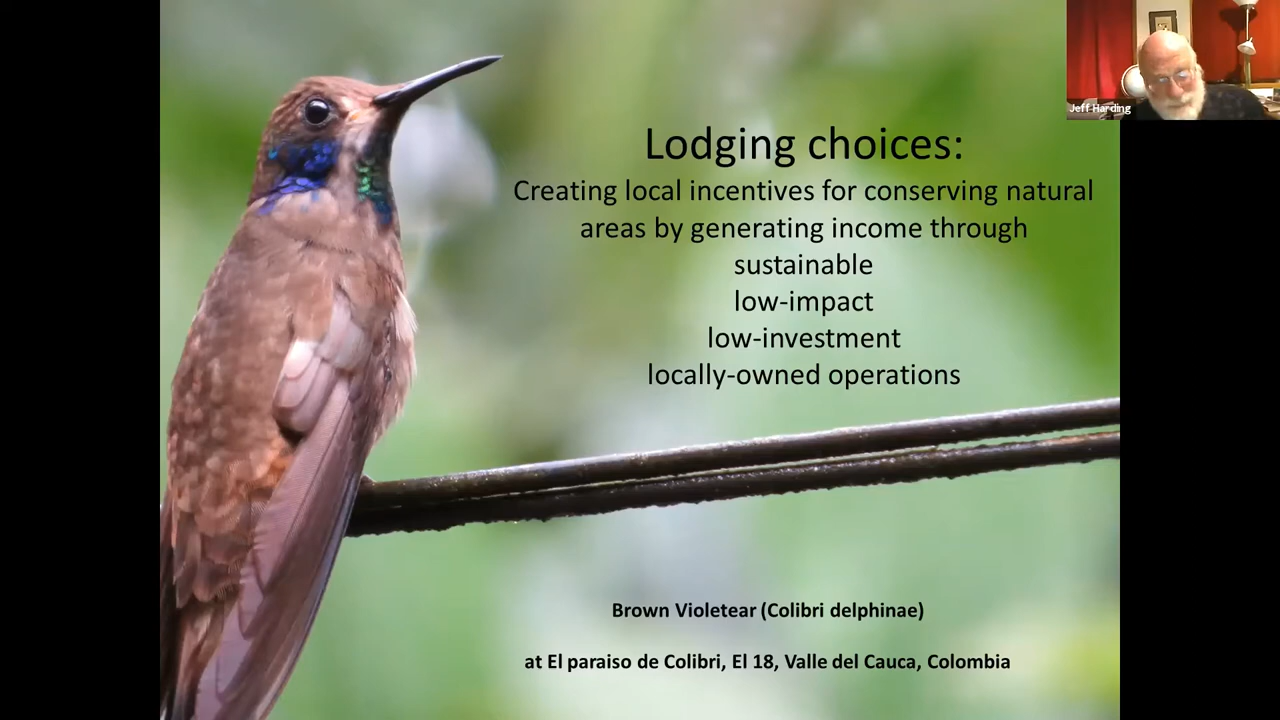 Jeff Harding
Lodging choices:
Creating local incentives for conserving natural
areas by generating income through
sustainable
low-impact
low-investment
locally-owned operations
Brown Violetear (Colibri delphinae)
at El paraiso de Colibri, El 18, Valle del Cauca, Colombia